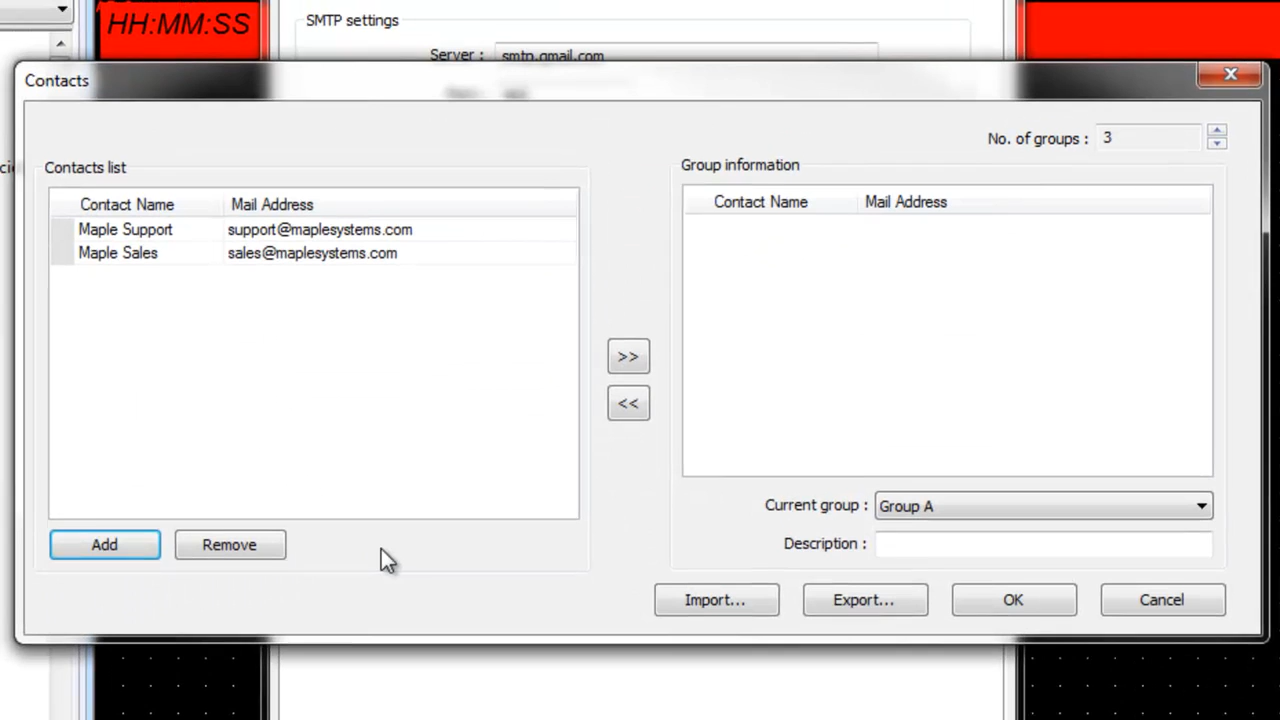 HH:MM:SS
SMTP settings
Server : smtp.gmail.com
Contacts
No. of groups : 3
Contacts list
Contact Name Mail Address
Maple Support support@maplesystems.com
Maple Sales sales@maplesystems.com
Add Remove
>>
<<
Group information
Contact Name Mail Address
Current group : Group A
Description :
Import... Export... OK Cancel